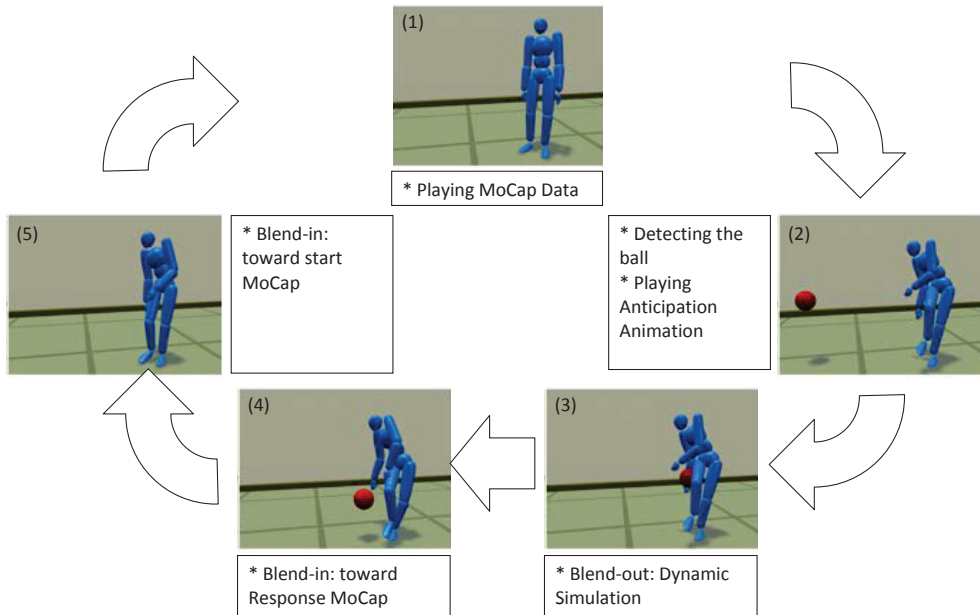 (1)
* Playing MoCap Data
(2)
* Detecting the
ball
* Playing
Anticipation
Animation
(3)
* Blend-out: Dynamic
Simulation
(4)
* Blend-in: toward
Response MoCap
(5)
* Blend-in:
toward start
MoCap